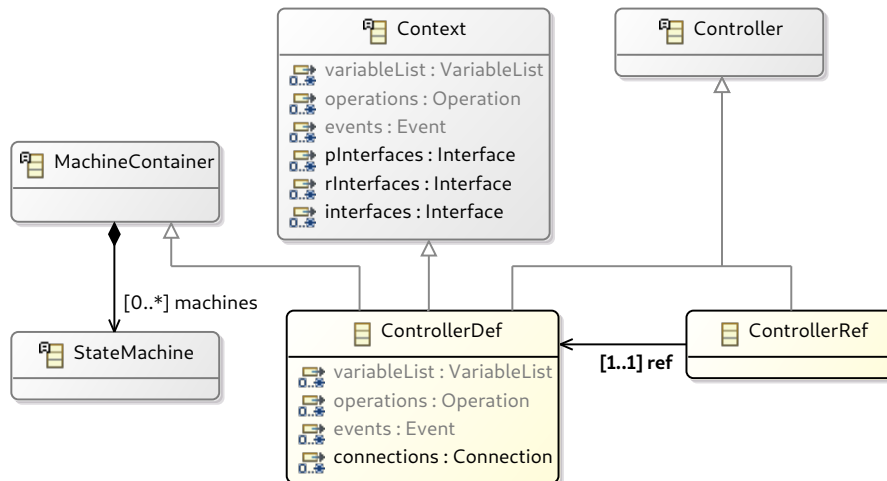 Context
variableList : VariableList
operations : Operation
events : Event
pInterfaces : Interface
rInterfaces : Interface
interfaces : Interface
Controller
MachineContainer
[0..*] machines
StateMachine
ControllerDef
variableList : VariableList
operations : Operation
events : Event
connections : Connection
[1..1] ref
ControllerRef